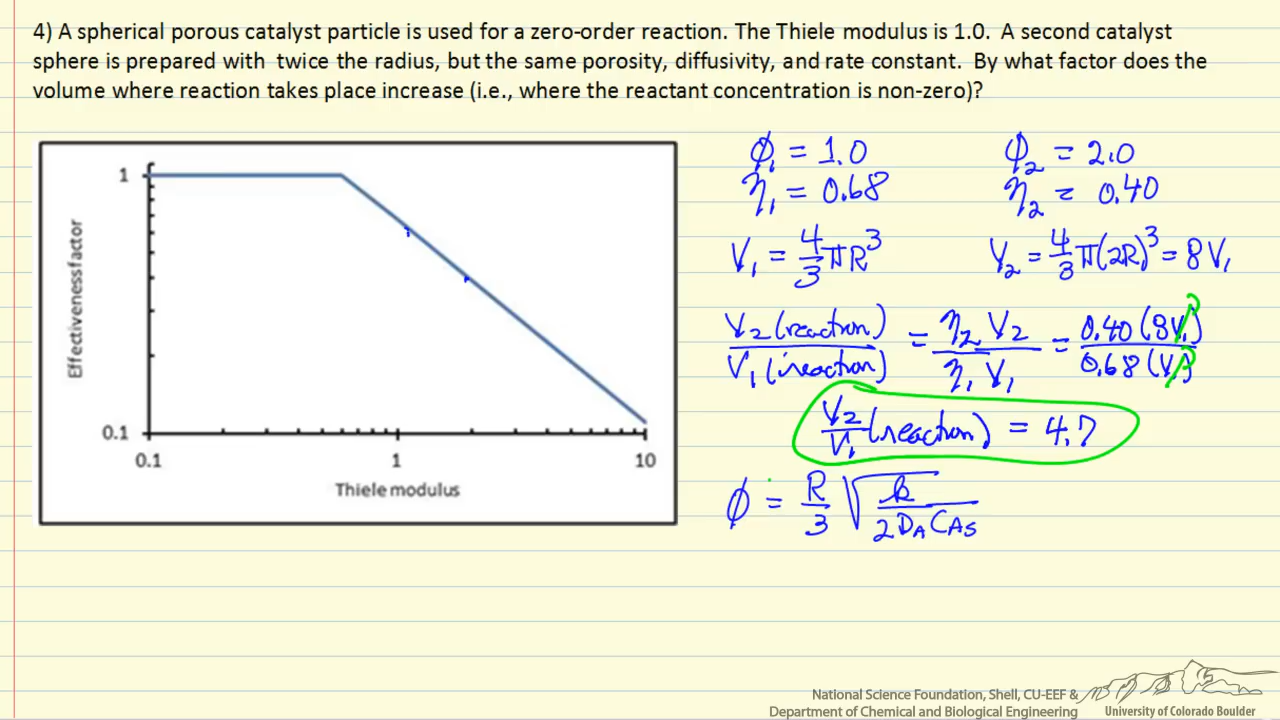 4) A spherical porous catalyst particle is used for a zero-order reaction. The Thiele modulus is 1.0. A second catalyst
sphere is prepared with twice the radius, but the same porosity, diffusivity, and rate constant. By what factor does the
volume where reaction takes place increase (i.e., where the reactant concentration is non-zero)?
1
0.1
Effectiveness factor
0.1 1 10
Thiele modulus
ϕ₁ = 1.0 ϕ₂ = 2.0
η₁ = 0.68 η₂ = 0.40
V₁ = 4/3 πR³ V₂ = 4/3 π(2R)³ = 8V₁
V₂(reaction)/V₁(reaction) = η₂V₂/η₁V₁ = 0.40(8V₁)/0.68(V₁)
V₂/V₁ (reaction) = 4.7
ϕ = R/3 √(k/2D_A C_AS)
National Science Foundation, Shell, CU-EEF &
Department of Chemical and Biological Engineering
University of Colorado Boulder